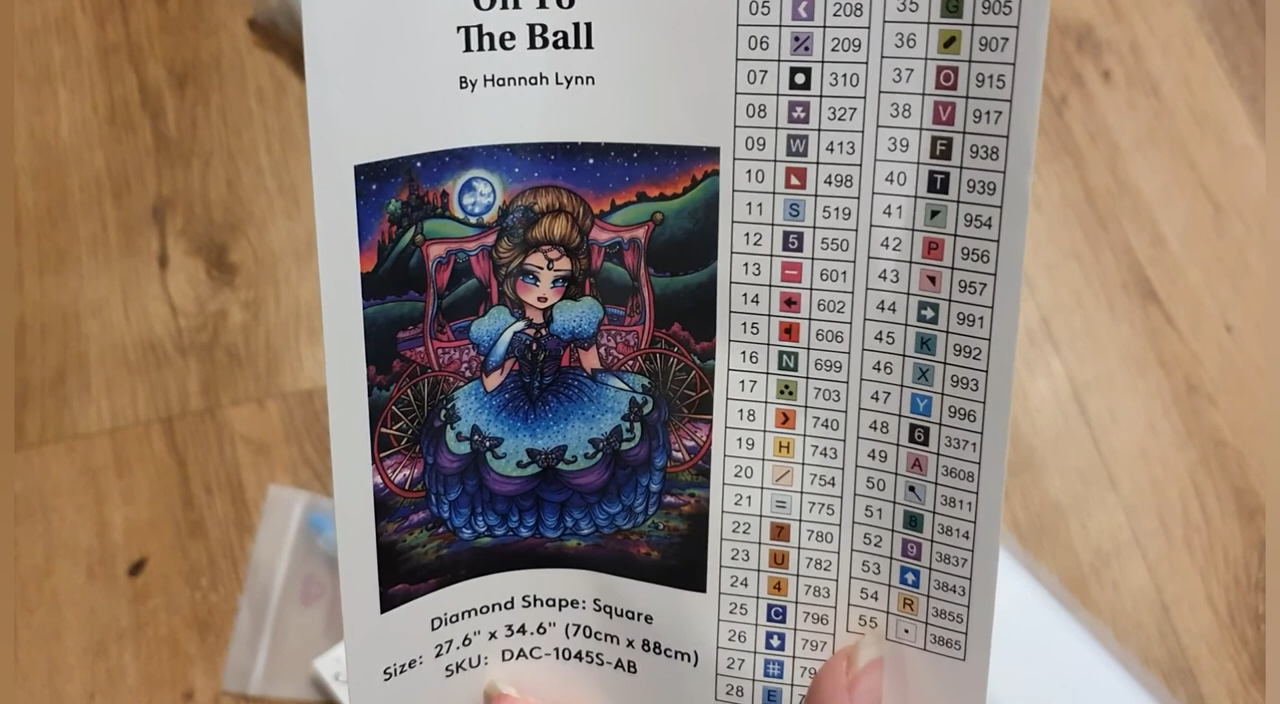 On To
The Ball
By Hannah Lynn
Diamond Shape: Square
Size: 27.6" x 34.6" (70cm x 88cm)
SKU: DAC-1045S-AB
05 208
06 % 209
07 310
08 327
09 W 413
10 498
11 S 519
12 5 550
13 — 601
14 602
15 606
16 N 699
17 703
18 740
19 H 743
20 / 754
21 = 775
22 7 780
23 U 782
24 4 783
25 C 796
26 797
27 #
28 E
35 G 905
36 907
37 O 915
38 V 917
39 F 938
40 T 939
41 954
42 P 956
43 957
44 991
45 K 992
46 X 993
47 Y 996
48 6 3371
49 A 3608
50 3811
51 8 3814
52 9 3837
53 3843
54 R 3855
55 3865